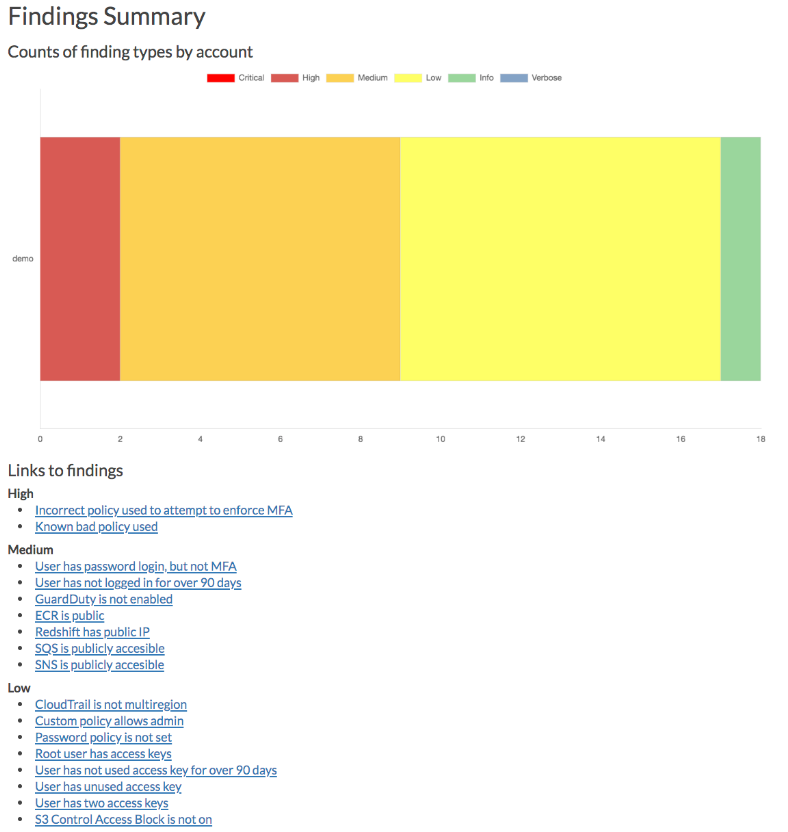 Findings Summary
Counts of finding types by account
Critical High Medium Low Info Verbose
demo
0 2 4 6 8 10 12 14 16 18
Links to findings
High
• Incorrect policy used to attempt to enforce MFA
• Known bad policy used
Medium
• User has password login, but not MFA
• User has not logged in for over 90 days
• GuardDuty is not enabled
• ECR is public
• Redshift has public IP
• SQS is publicly accesible
• SNS is publicly accesible
Low
• CloudTrail is not multiregion
• Custom policy allows admin
• Password policy is not set
• Root user has access keys
• User has not used access key for over 90 days
• User has unused access key
• User has two access keys
• S3 Control Access Block is not on